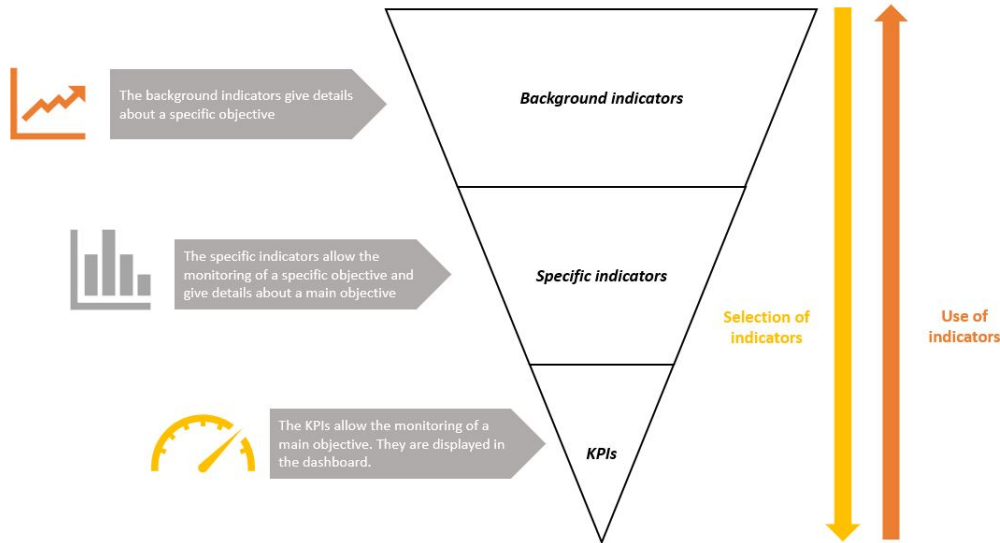 The background indicators give details
about a specific objective
Background indicators
The specific indicators allow the
monitoring of a specific objective and
give details about a main objective
Specific indicators
Selection of
indicators
Use of
indicators
The KPIs allow the monitoring of a
main objective. They are displayed in
the dashboard.
KPIs